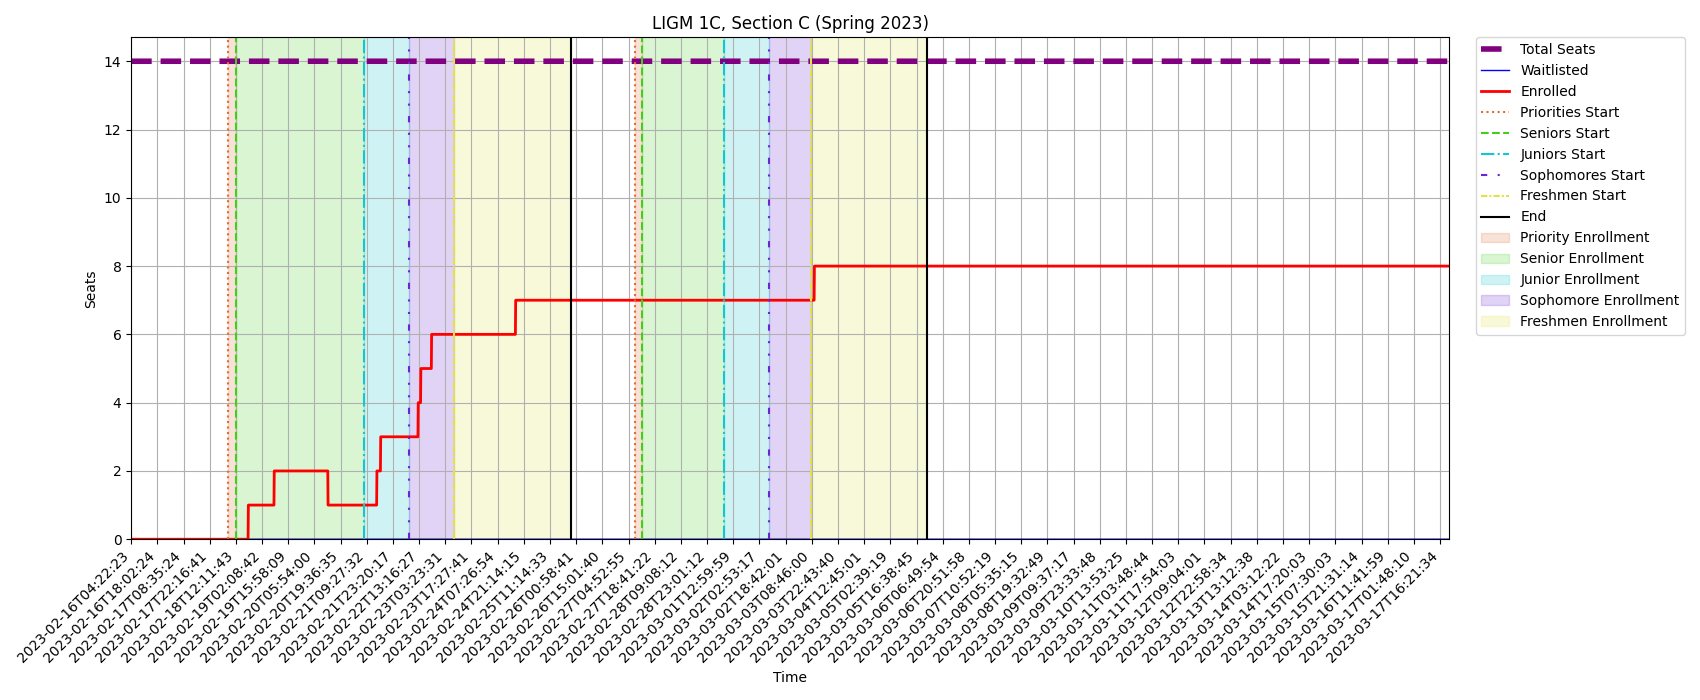 LIGM 1C, Section C (Spring 2023)
14
12
10
8
6
4
2
0
Seats
2023-02-16T04:22:23
2023-02-16T18:02:24
2023-02-17T08:35:24
2023-02-17T22:16:41
2023-02-18T12:11:43
2023-02-19T02:08:42
2023-02-19T15:58:09
2023-02-20T05:54:00
2023-02-20T19:36:35
2023-02-21T09:27:32
2023-02-21T23:20:17
2023-02-22T13:16:27
2023-02-23T03:23:31
2023-02-23T17:27:41
2023-02-24T07:26:54
2023-02-24T21:14:15
2023-02-25T11:14:33
2023-02-26T00:58:41
2023-02-26T15:01:40
2023-02-27T04:52:55
2023-02-27T18:41:22
2023-02-28T09:08:12
2023-02-28T23:01:12
2023-03-01T12:59:59
2023-03-02T02:53:17
2023-03-02T18:42:01
2023-03-03T08:46:00
2023-03-03T22:43:40
2023-03-04T12:45:01
2023-03-05T02:39:19
2023-03-05T16:38:45
2023-03-06T06:49:54
2023-03-06T20:51:58
2023-03-07T10:52:19
2023-03-08T05:35:15
2023-03-08T19:32:49
2023-03-09T09:37:17
2023-03-09T23:33:48
2023-03-10T13:53:25
2023-03-11T03:48:44
2023-03-11T17:54:03
2023-03-12T09:04:01
2023-03-12T22:58:34
2023-03-13T13:12:38
2023-03-14T03:12:22
2023-03-14T17:20:03
2023-03-15T07:30:03
2023-03-15T21:31:14
2023-03-16T11:41:59
2023-03-17T01:48:10
2023-03-17T16:21:34
Time
Total Seats
Waitlisted
Enrolled
Priorities Start
Seniors Start
Juniors Start
Sophomores Start
Freshmen Start
End
Priority Enrollment
Senior Enrollment
Junior Enrollment
Sophomore Enrollment
Freshmen Enrollment